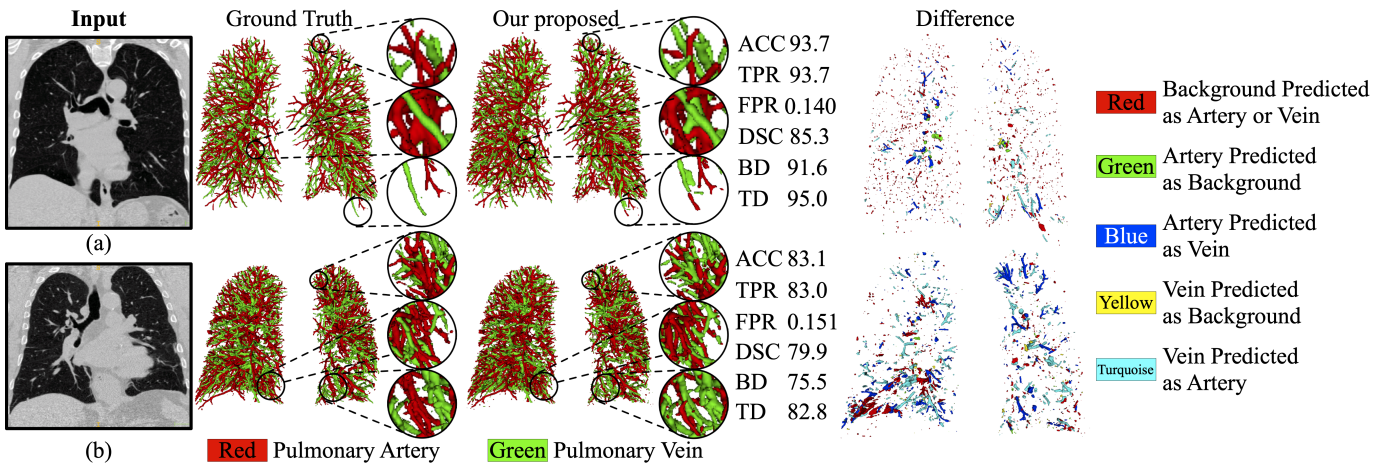 Input
Ground Truth
Our proposed
Difference
ACC 93.7
TPR 93.7
FPR 0.140
DSC 85.3
BD 91.6
TD 95.0
(a)
ACC 83.1
TPR 83.0
FPR 0.151
DSC 79.9
BD 75.5
TD 82.8
(b)
Red Pulmonary Artery
Green Pulmonary Vein
Red Background Predicted
as Artery or Vein
Green Artery Predicted
as Background
Blue Artery Predicted
as Vein
Yellow Vein Predicted
as Background
Turquoise Vein Predicted
as Artery